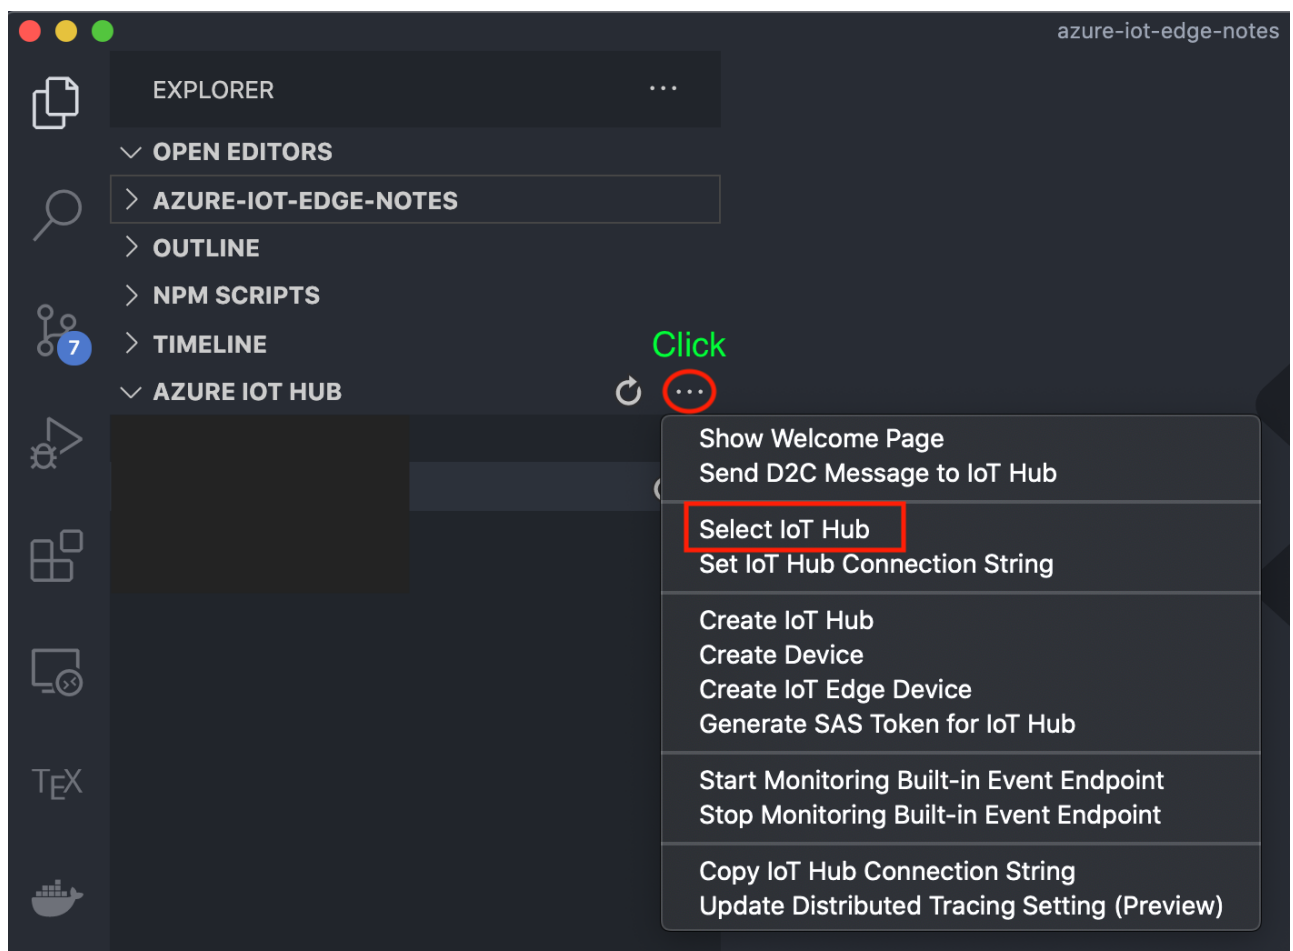 azure-iot-edge-notes
EXPLORER
OPEN EDITORS
AZURE-IOT-EDGE-NOTES
OUTLINE
NPM SCRIPTS
7
TIMELINE
Click
AZURE IOT HUB
Show Welcome Page
Send D2C Message to IoT Hub
Select IoT Hub
Set IoT Hub Connection String
Create IoT Hub
Create Device
Create IoT Edge Device
Generate SAS Token for IoT Hub
TEX
Start Monitoring Built-in Event Endpoint
Stop Monitoring Built-in Event Endpoint
Copy IoT Hub Connection String
Update Distributed Tracing Setting (Preview)